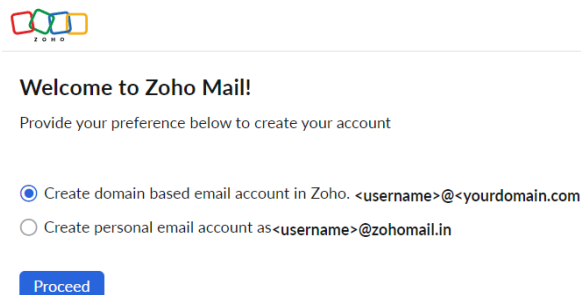 ZOHO
Welcome to Zoho Mail!
Provide your preference below to create your account
Create domain based email account in Zoho. <username>@<yourdomain.com
Create personal email account as<username>@zohomail.in
Proceed